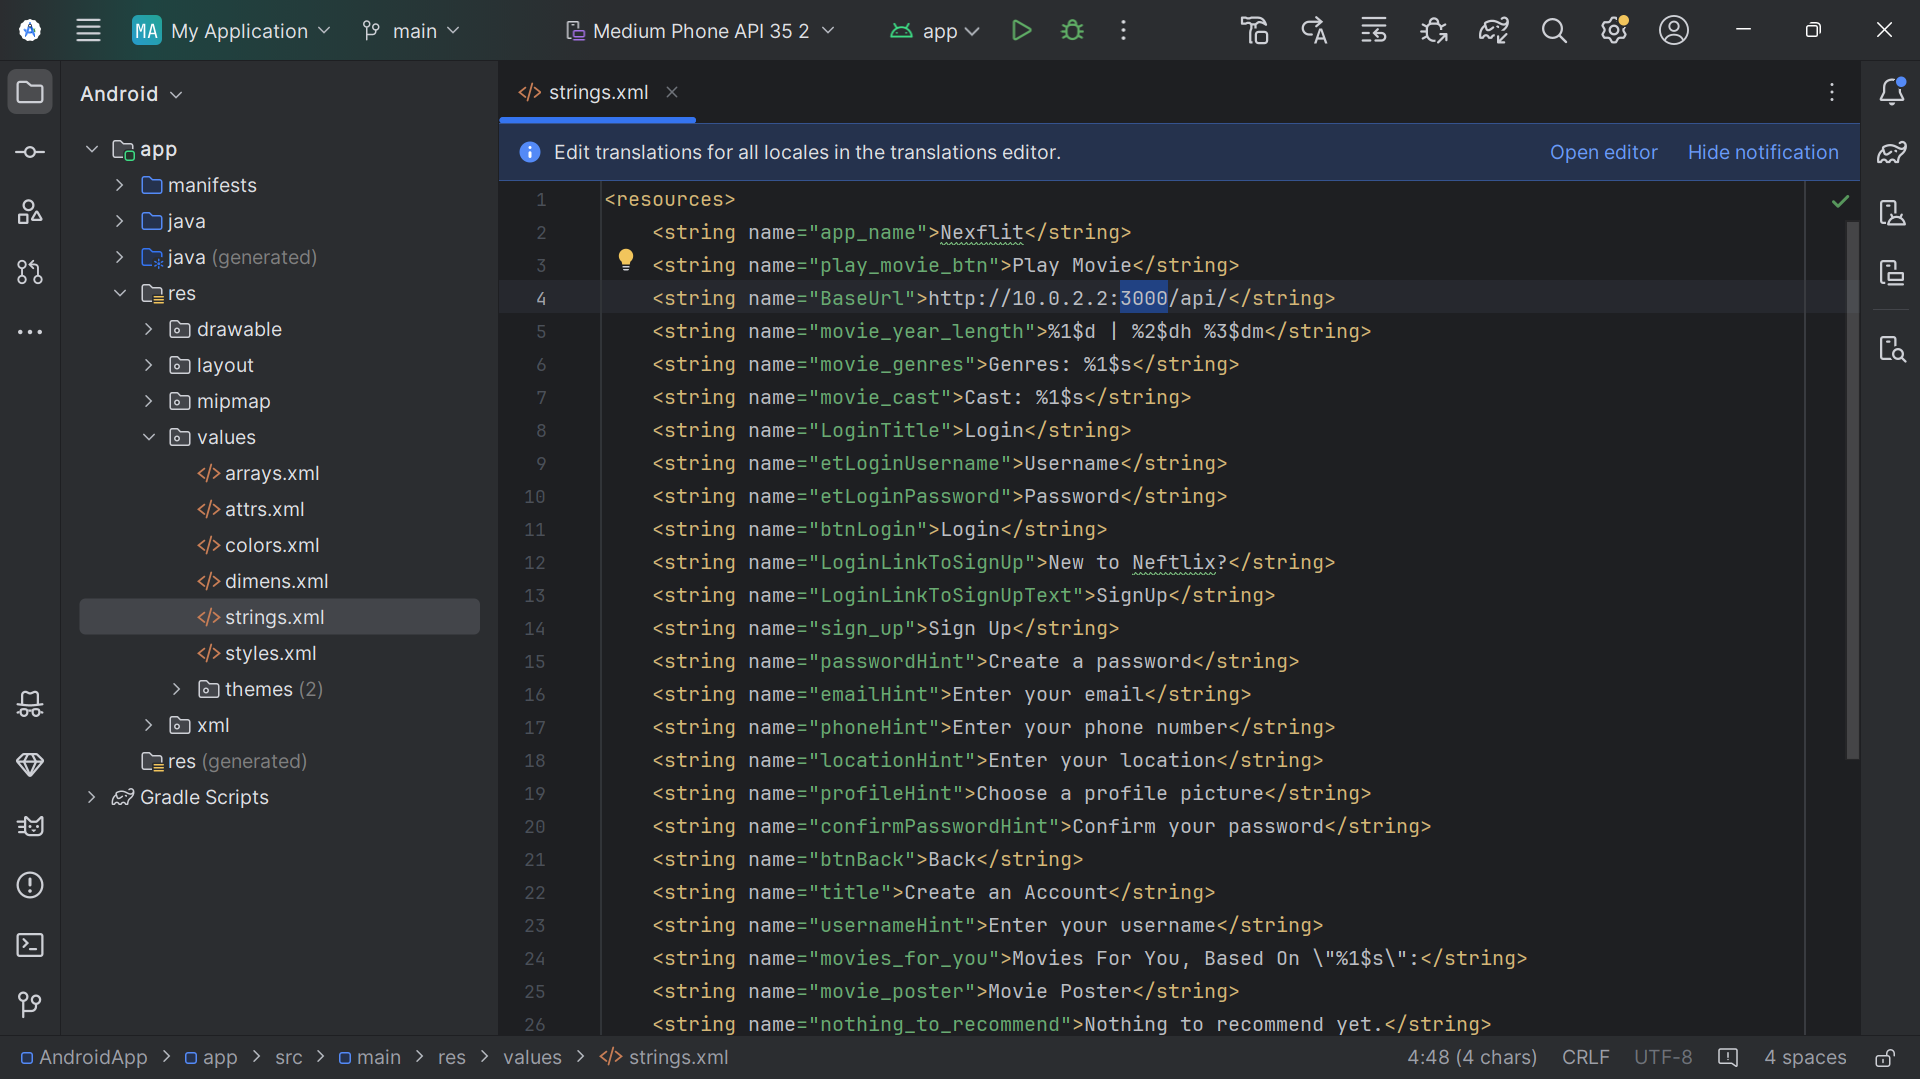 MA My Application main Medium Phone API 35 2 app
Android
strings.xml
Edit translations for all locales in the translations editor. Open editor Hide notification
app
manifests
java
java (generated)
res
drawable
layout
mipmap
values
arrays.xml
attrs.xml
colors.xml
dimens.xml
strings.xml
styles.xml
themes (2)
xml
res (generated)
Gradle Scripts
1 <resources>
2 <string name="app_name">Nexflit</string>
3 <string name="play_movie_btn">Play Movie</string>
4 <string name="BaseUrl">http://10.0.2.2:3000/api/</string>
5 <string name="movie_year_length">%1$d | %2$dh %3$dm</string>
6 <string name="movie_genres">Genres: %1$s</string>
7 <string name="movie_cast">Cast: %1$s</string>
8 <string name="LoginTitle">Login</string>
9 <string name="etLoginUsername">Username</string>
10 <string name="etLoginPassword">Password</string>
11 <string name="btnLogin">Login</string>
12 <string name="LoginLinkToSignUp">New to Neftlix?</string>
13 <string name="LoginLinkToSignUpText">SignUp</string>
14 <string name="sign_up">Sign Up</string>
15 <string name="passwordHint">Create a password</string>
16 <string name="emailHint">Enter your email</string>
17 <string name="phoneHint">Enter your phone number</string>
18 <string name="locationHint">Enter your location</string>
19 <string name="profileHint">Choose a profile picture</string>
20 <string name="confirmPasswordHint">Confirm your password</string>
21 <string name="btnBack">Back</string>
22 <string name="title">Create an Account</string>
23 <string name="usernameHint">Enter your username</string>
24 <string name="movies_for_you">Movies For You, Based On \"%1$s\":</string>
25 <string name="movie_poster">Movie Poster</string>
26 <string name="nothing_to_recommend">Nothing to recommend yet.</string>
AndroidApp > app > src > main > res > values > strings.xml 4:48 (4 chars) CRLF UTF-8 4 spaces